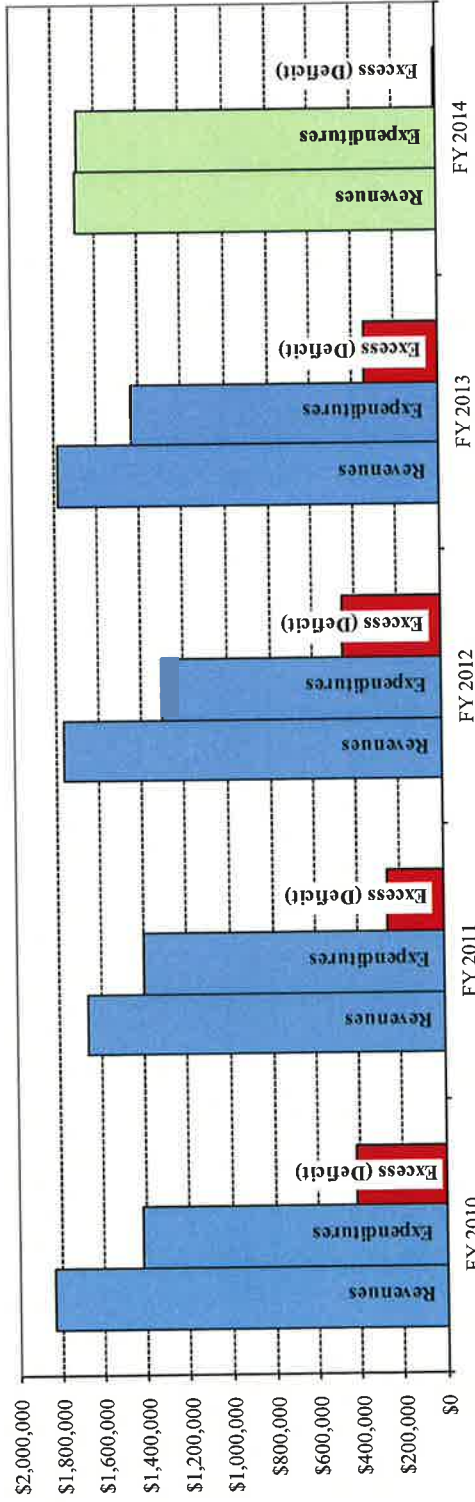 $2,000,000
$1,800,000
$1,600,000
$1,400,000
$1,200,000
$1,000,000
$800,000
$600,000
$400,000
$200,000
$0
Revenues
Expenditures
Excess (Deficit)
FY 2010
Revenues
Expenditures
Excess (Deficit)
FY 2011
Revenues
Expenditures
Excess (Deficit)
FY 2012
Revenues
Expenditures
Excess (Deficit)
FY 2013
Revenues
Expenditures
Excess (Deficit)
FY 2014